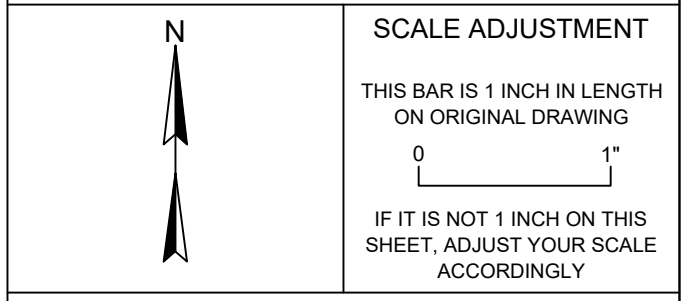 N
SCALE ADJUSTMENT
THIS BAR IS 1 INCH IN LENGTH
ON ORIGINAL DRAWING
0 1"
IF IT IS NOT 1 INCH ON THIS
SHEET, ADJUST YOUR SCALE
ACCORDINGLY